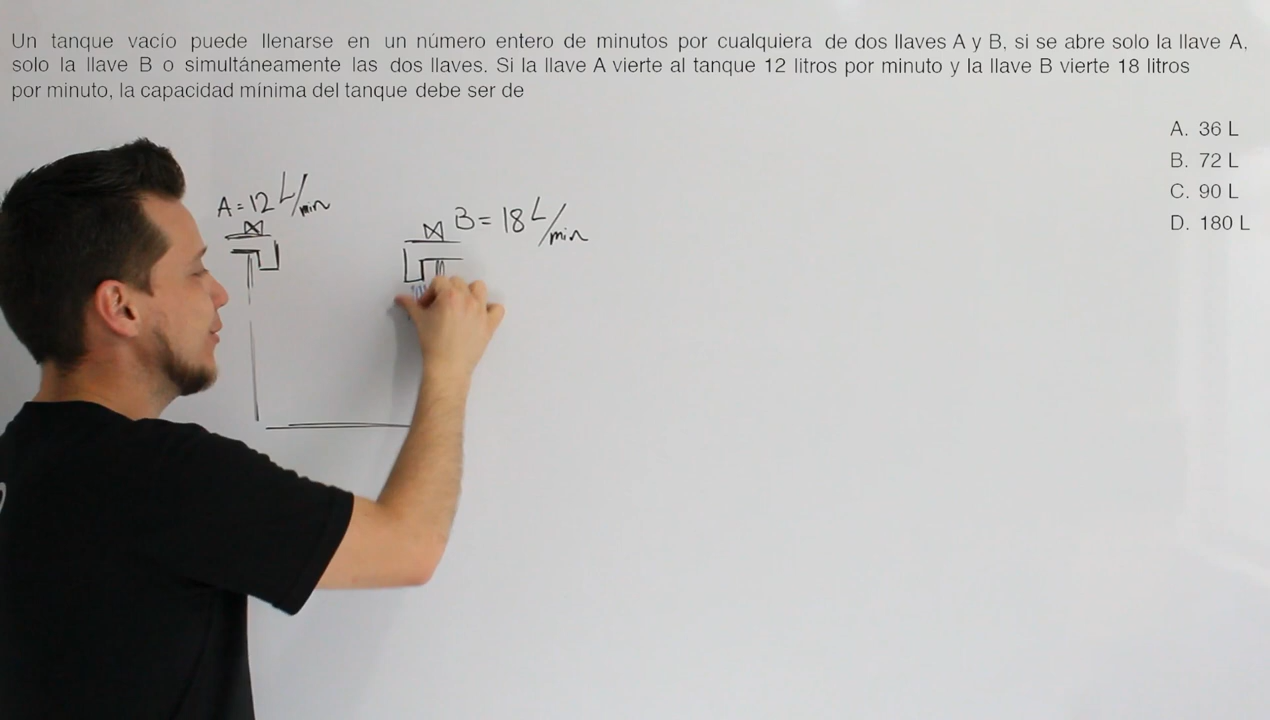 Un tanque vacío puede llenarse en un número entero de minutos por cualquiera de dos llaves A y B, si se abre solo la llave A,
solo la llave B o simultáneamente las dos llaves. Si la llave A vierte al tanque 12 litros por minuto y la llave B vierte 18 litros
por minuto, la capacidad mínima del tanque debe ser de
A. 36 L
B. 72 L
C. 90 L
D. 180 L
A = 12 L/min
B = 18 L/min